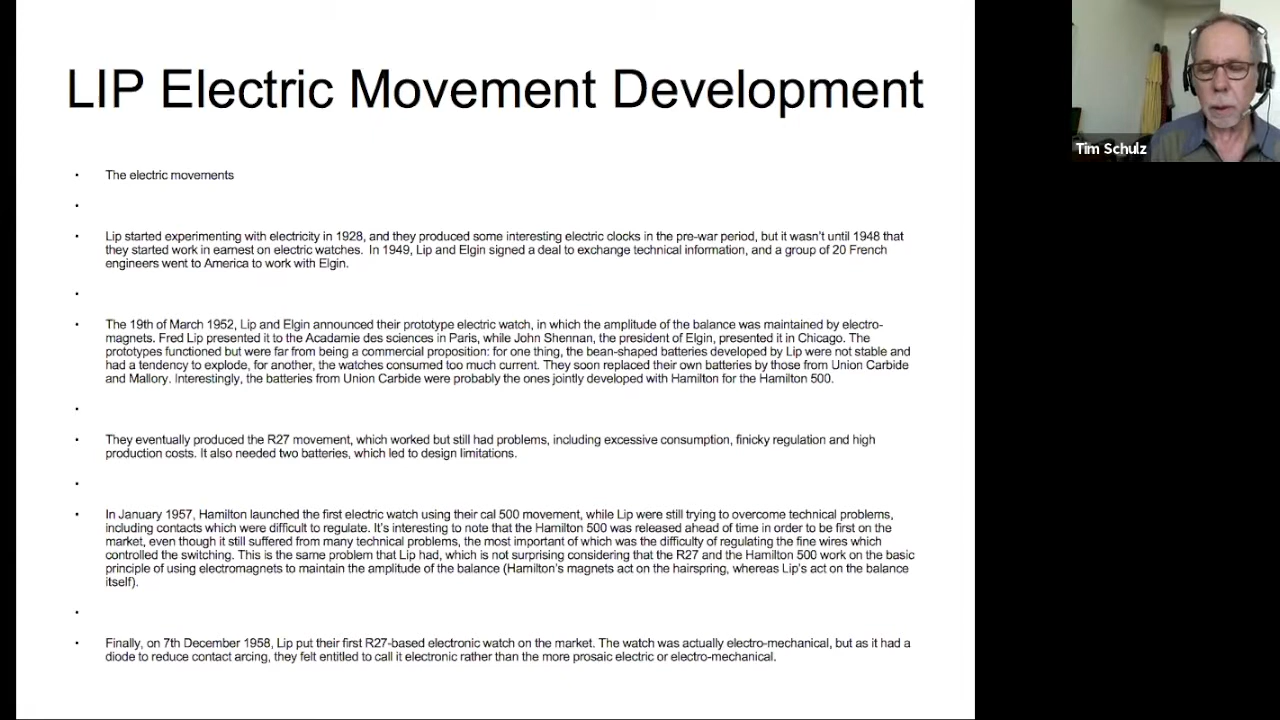 LIP Electric Movement Development
Tim Schulz
• The electric movements
•
• Lip started experimenting with electricity in 1928, and they produced some interesting electric clocks in the pre-war period, but it wasn't until 1948 that
they started work in earnest on electric watches. In 1949, Lip and Elgin signed a deal to exchange technical information, and a group of 20 French
engineers went to America to work with Elgin.
•
• The 19th of March 1952, Lip and Elgin announced their prototype electric watch, in which the amplitude of the balance was maintained by electro-
magnets. Fred Lip presented it to the Acadamie des sciences in Paris, while John Shennan, the president of Elgin, presented it in Chicago. The
prototypes functioned but were far from being a commercial proposition: for one thing, the bean-shaped batteries developed by Lip were not stable and
had a tendency to explode, for another, the watches consumed too much current. They soon replaced their own batteries by those from Union Carbide
and Mallory. Interestingly, the batteries from Union Carbide were probably the ones jointly developed with Hamilton for the Hamilton 500.
•
• They eventually produced the R27 movement, which worked but still had problems, including excessive consumption, finicky regulation and high
production costs. It also needed two batteries, which led to design limitations.
•
• In January 1957, Hamilton launched the first electric watch using their cal 500 movement, while Lip were still trying to overcome technical problems,
including contacts which were difficult to regulate. It's interesting to note that the Hamilton 500 was released ahead of time in order to be first on the
market, even though it still suffered from many technical problems, the most important of which was the difficulty of regulating the fine wires which
controlled the switching. This is the same problem that Lip had, which is not surprising considering that the R27 and the Hamilton 500 work on the basic
principle of using electromagnets to maintain the amplitude of the balance (Hamilton's magnets act on the hairspring, whereas Lip's act on the balance
itself).
•
• Finally, on 7th December 1958, Lip put their first R27-based electronic watch on the market. The watch was actually electro-mechanical, but as it had a
diode to reduce contact arcing, they felt entitled to call it electronic rather than the more prosaic electric or electro-mechanical.